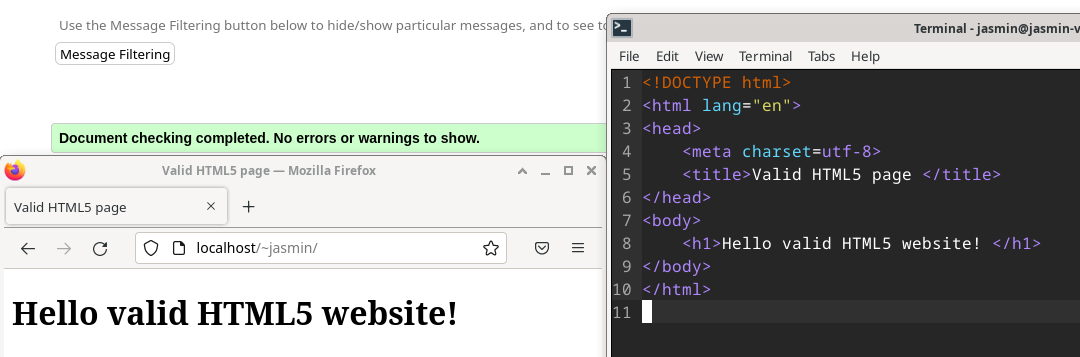 Use the Message Filtering button below to hide/show particular messages, and to see
Message Filtering
Document checking completed. No errors or warnings to show.
Valid HTML5 page — Mozilla Firefox
Valid HTML5 page
localhost/~jasmin/
Hello valid HTML5 website!
Terminal - jasmin@jasmin-v
File Edit View Terminal Tabs Help
1 <!DOCTYPE html>
2 <html lang="en">
3 <head>
4 <meta charset=utf-8>
5 <title>Valid HTML5 page </title>
6 </head>
7 <body>
8 <h1>Hello valid HTML5 website! </h1>
9 </body>
10 </html>
11